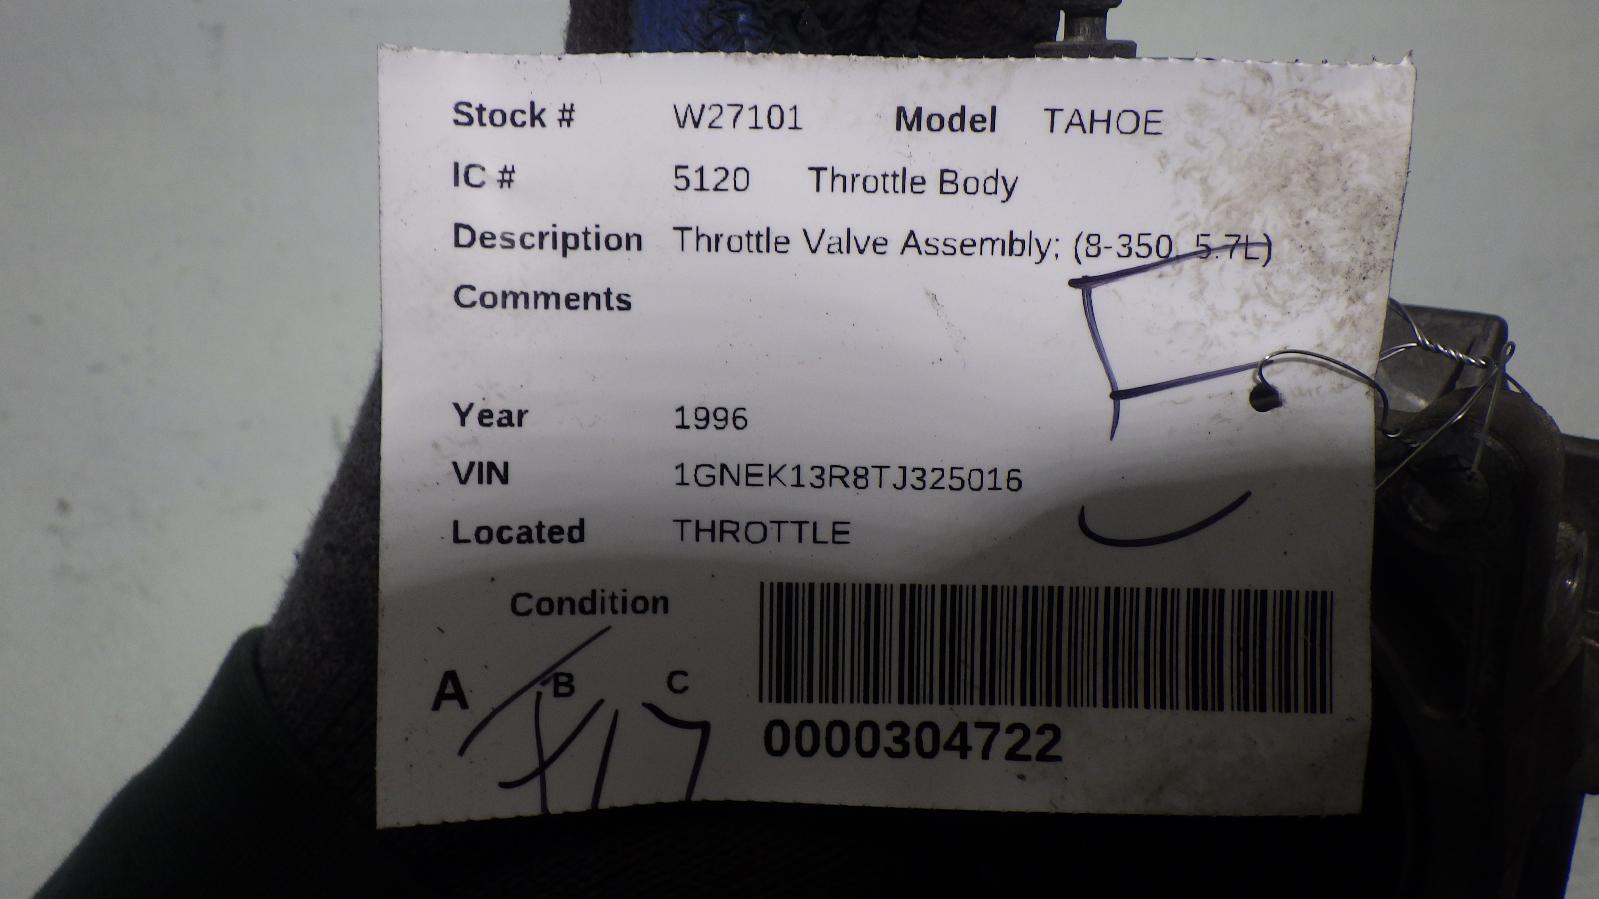 Stock # W27101 Model TAHOE
IC # 5120 Throttle Body
Description Throttle Valve Assembly; (8-350, 5.7L)
Comments
Year 1996
VIN 1GNEK13R8TJ325016
Located THROTTLE
Condition
A B C
0000304722